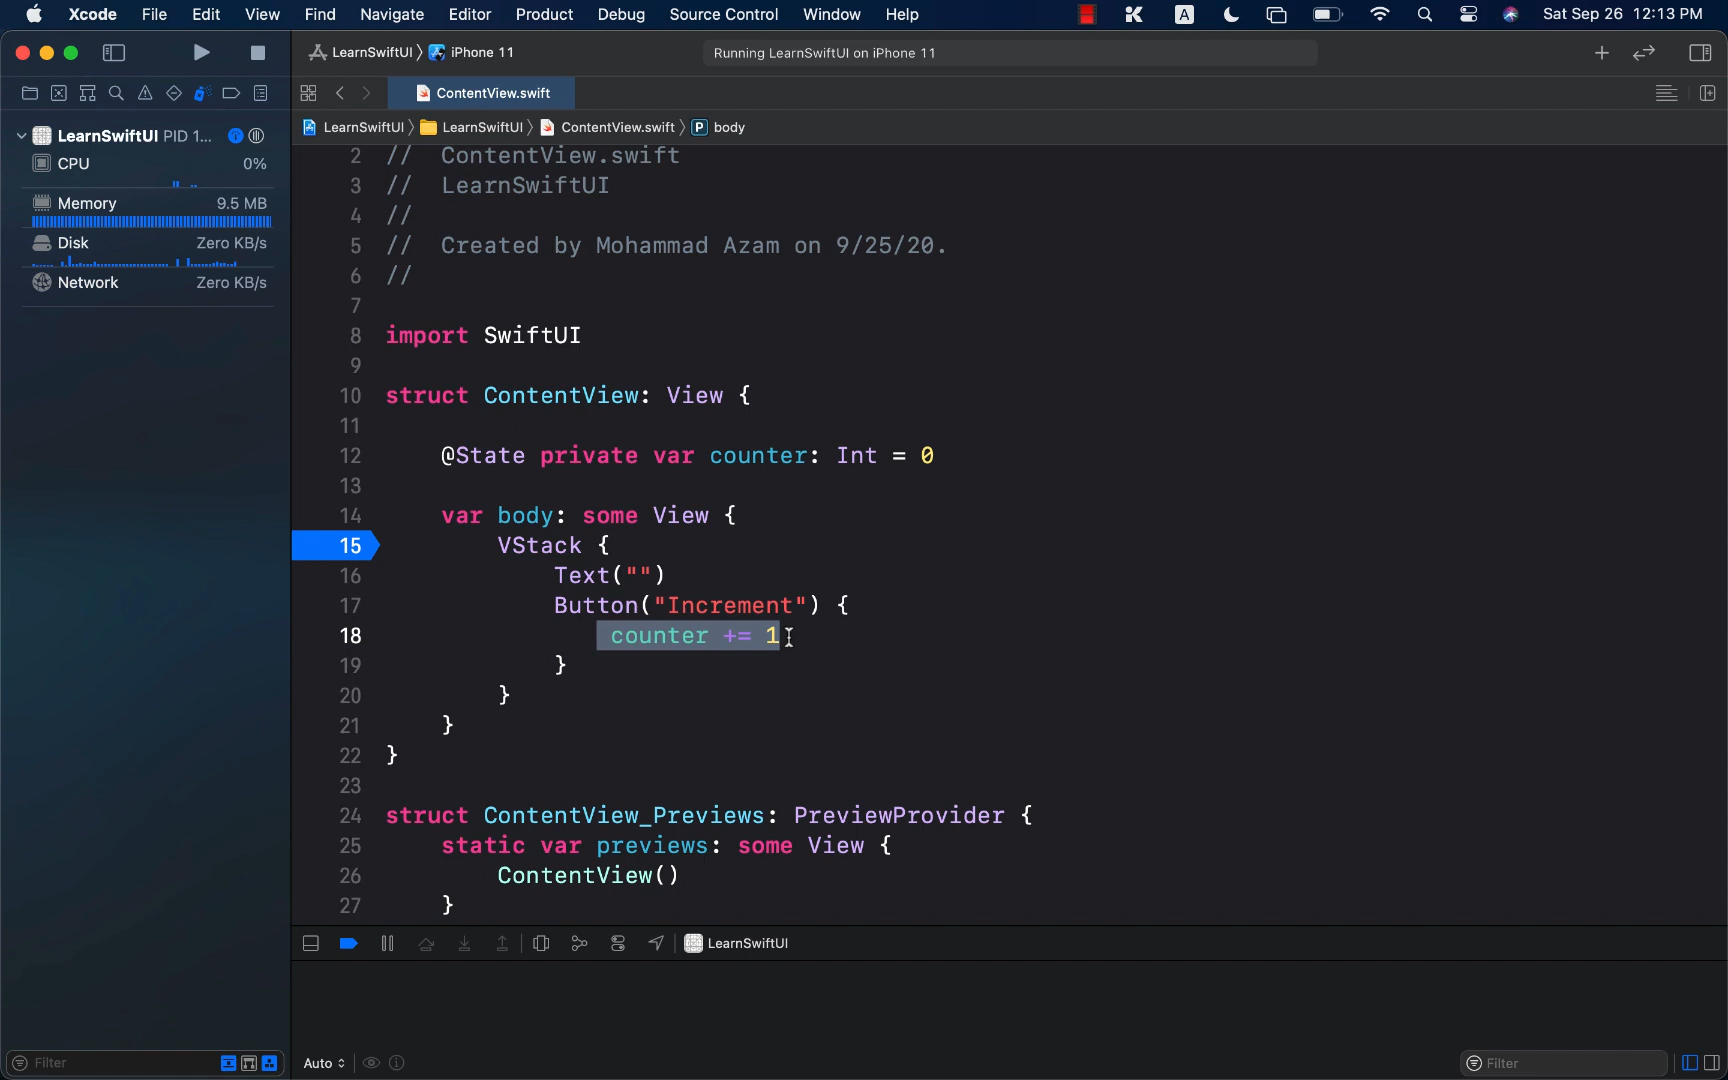 Xcode File Edit View Find Navigate Editor Product Debug Source Control Window Help A Sat Sep 26 12:13 PM
LearnSwiftUI iPhone 11 Running LearnSwiftUI on iPhone 11
ContentView.swift
LearnSwiftUI LearnSwiftUI ContentView.swift P body
LearnSwiftUI PID 1...
CPU 0%
Memory 9.5 MB
Disk Zero KB/s
Network Zero KB/s
2 // ContentView.swift
3 // LearnSwiftUI
4 //
5 // Created by Mohammad Azam on 9/25/20.
6 //
7
8 import SwiftUI
9
10 struct ContentView: View {
11
12 @State private var counter: Int = 0
13
14 var body: some View {
15 VStack {
16 Text("")
17 Button("Increment") {
18 counter += 1
19 }
20 }
21 }
22 }
23
24 struct ContentView_Previews: PreviewProvider {
25 static var previews: some View {
26 ContentView()
27 }
LearnSwiftUI
Filter Auto Filter